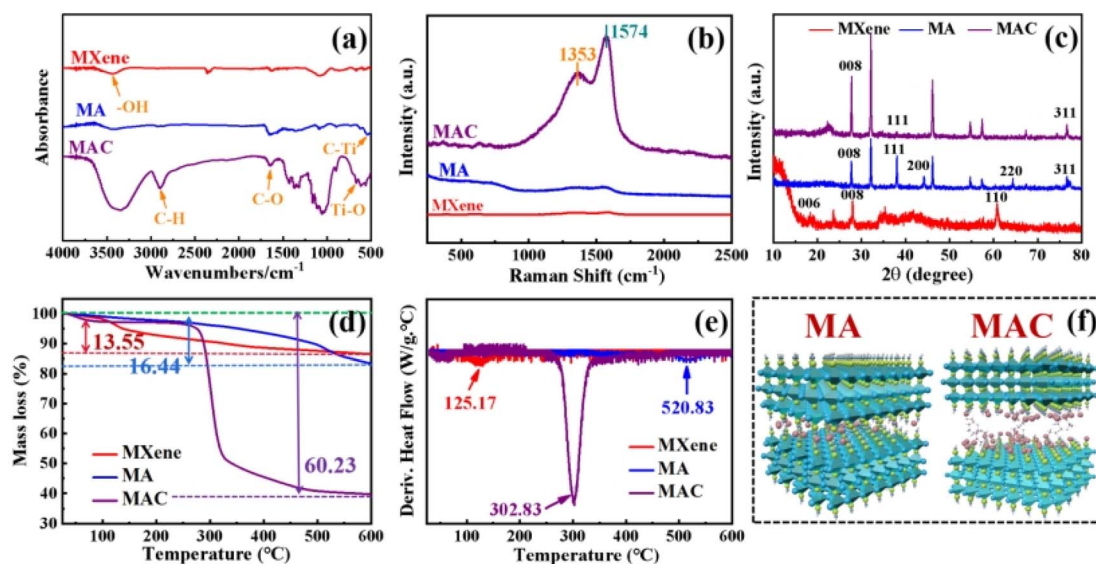 (a)
MXene
-OH
MA
MAC
C-Ti
C-H
C-O
Ti-O
Absorbance
4000 3500 3000 2500 2000 1500 1000 500
Wavenumbers/cm⁻¹
(b)
1574
1353
MAC
MA
MXene
Intensity (a.u.)
500 1000 1500 2000 2500
Raman Shift (cm⁻¹)
(c)
MXene MA MAC
008
111
311
008
111
200
220
311
006
008
110
Intensity (a.u.)
10 20 30 40 50 60 70 80
2θ (degree)
(d)
100
90
80
70
60
50
40
30
13.55
16.44
60.23
MXene
MA
MAC
Mass loss (%)
100 200 300 400 500 600
Temperature (°C)
(e)
125.17
520.83
302.83
MXene
MA
MAC
Deriv. Heat Flow (W/g.°C)
100 200 300 400 500 600
Temperature (°C)
(f)
MA MAC